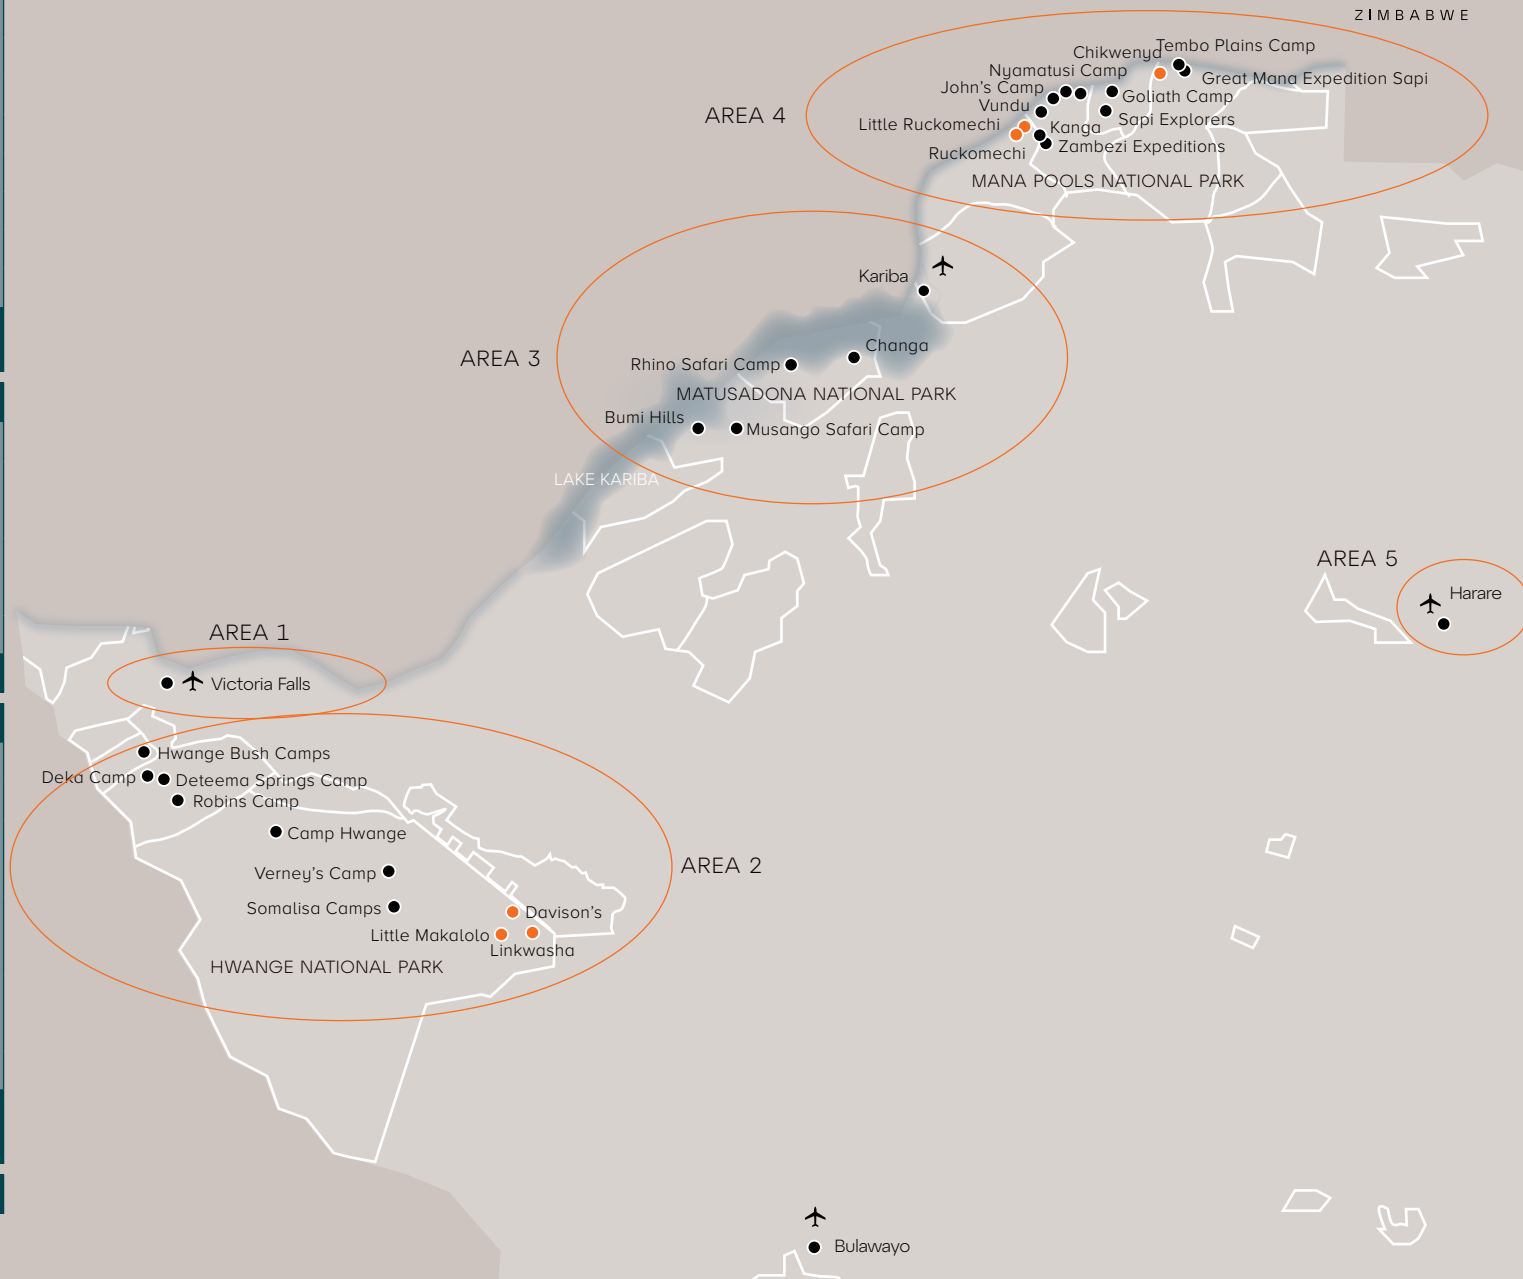 ZIMBABWE
Tembo Plains Camp
Chikwenya
Nyamatusi Camp
Great Mana Expedition Sapi
John's Camp
Goliath Camp
Vundu
AREA 4
Sapi Explorers
Little Ruckomechi
Kanga
Zambezi Expeditions
Ruckomechi
MANA POOLS NATIONAL PARK
Kariba
Changa
AREA 3
Rhino Safari Camp
MATUSADONA NATIONAL PARK
Bumi Hills
Musango Safari Camp
LAKE KARIBA
AREA 5
Harare
AREA 1
Victoria Falls
Hwange Bush Camps
Deka Camp
Deteema Springs Camp
Robins Camp
Camp Hwange
AREA 2
Verney's Camp
Somalisa Camps
Davison's
Little Makalolo
Linkwasha
HWANGE NATIONAL PARK
Bulawayo